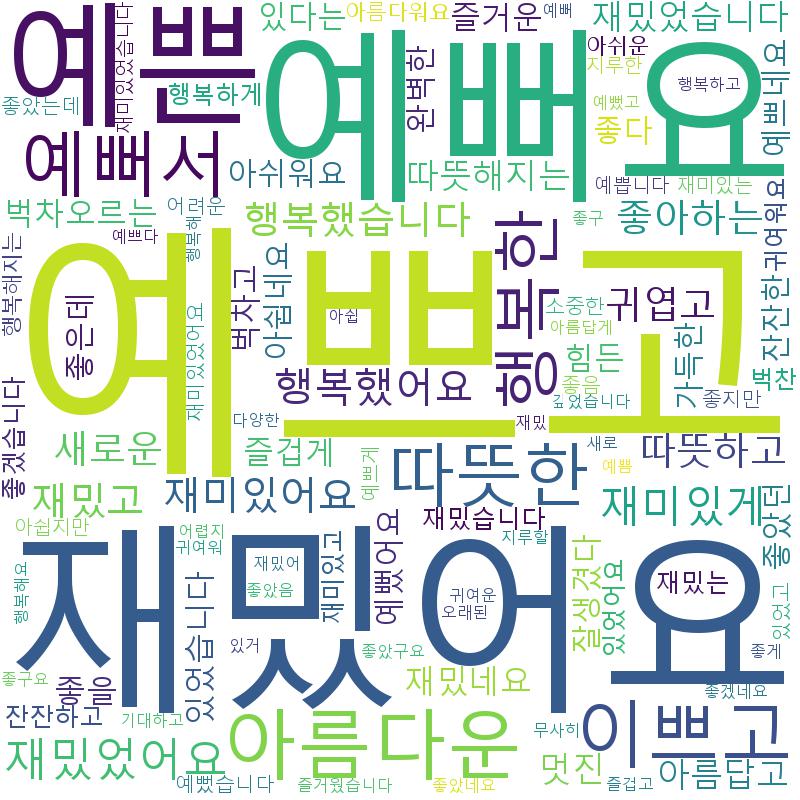 예쁜
재미있었습니다
있다는
아름다워요
즐거운
예뻐
재밌었습니다
예뻐요
아쉬운
완벽한
지루한
행복하고
예쁘네요
좋았는데
행복하게
예뻤고
좋다
예뻐서
아쉬워요
따뜻해지는
예쁩니다
재미있는
벅차오르는
어려운
행복했습니다
좋구
좋아하는
귀여워요
예쁘다
행복해
행복해지는
예쁘고
좋은데
벅차고
아쉽네요
아쉽
행복한
소중한
귀엽고
아름답게
잔잔한
재미있었어요
행복했어요
힘든
가득한
좋음
좋지만
벅찬
깊었습니다
다양한
재밌
좋겠습니다
새로운
즐겁게
예쁘게
따뜻한
새로
예쁨
따뜻하고
재밌고
재미있어요
재밌습니다
재미있게
좋았던
아쉽지만
어렵지
귀여워
재밌어요
재밌어
좋았음
재미있고
예뻤어요
귀여운
오래된
지루할
잘생겼다
있었어요
재밌는
있었고
행복해요
있었습니다
있거
좋았구요
좋게
좋구요
좋을
재밌네요
좋겠네요
잔잔하고
기대하고
아름다운
무사히
이쁘고
재밌었어요
예뻤습니다
즐거웠습니다
좋았네요
멋진
즐겁고
아름답고